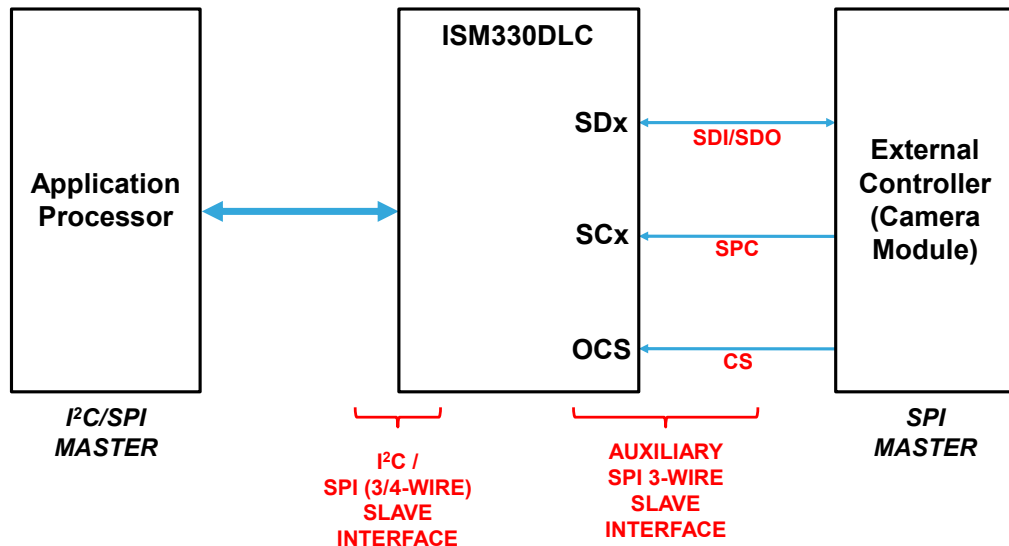 ISM330DLC
Application
Processor
SDx
SDI/SDO
SCx
SPC
OCS
CS
External
Controller
(Camera
Module)
I²C/SPI
MASTER
I²C /
SPI (3/4-WIRE)
SLAVE
INTERFACE
AUXILIARY
SPI 3-WIRE
SLAVE
INTERFACE
SPI
MASTER